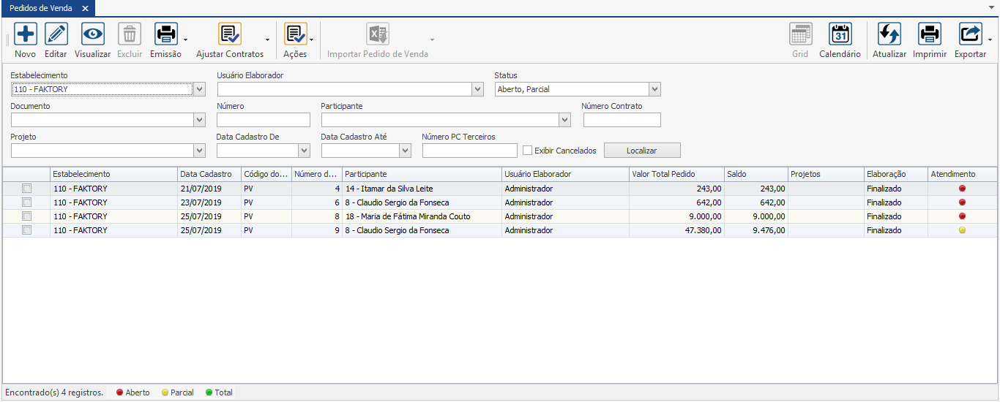 Pedidos de Venda
Novo Editar Visualizar Excluir Emissão Ajustar Contratos Ações Importar Pedido de Venda Grid 31 Calendário Atualizar Imprimir Exportar
Estabelecimento Usuário Elaborador Status
110 - FAKTORY Aberto, Parcial
Documento Número Participante Número Contrato
Projeto Data Cadastro De Data Cadastro Até Número PC Terceiros
Exibir Cancelados Localizar
Estabelecimento Data Cadastro Código do... Número d... Participante Usuário Elaborador Valor Total Pedido Saldo Projetos Elaboração Atendimento
110 - FAKTORY 21/07/2019 PV 4 14 - Itamar da Silva Leite Administrador 243,00 243,00 Finalizado
110 - FAKTORY 23/07/2019 PV 6 8 - Claudio Sergio da Fonseca Administrador 642,00 642,00 Finalizado
110 - FAKTORY 25/07/2019 PV 8 18 - Maria de Fátima Miranda Couto Administrador 9.000,00 9.000,00 Finalizado
110 - FAKTORY 25/07/2019 PV 9 8 - Claudio Sergio da Fonseca Administrador 47.380,00 9.476,00 Finalizado
Encontrado(s) 4 registros. Aberto Parcial Total